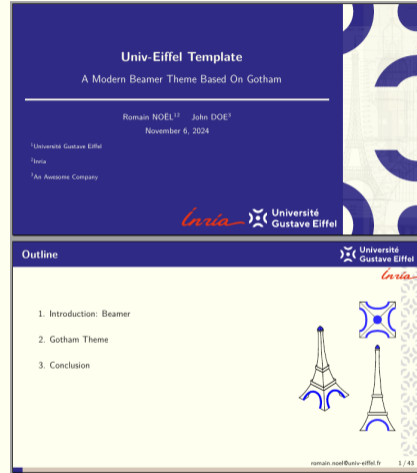 Univ-Eiffel Template
A Modern Beamer Theme Based On Gotham
Romain NOËL¹² John DOE³
November 6, 2024
¹Université Gustave Eiffel
²Inria
³An Awesome Company
Inria Université
Gustave Eiffel
Outline
Université
Gustave Eiffel
Inria
1. Introduction: Beamer
2. Gotham Theme
3. Conclusion
romain.noel@univ-eiffel.fr 1 / 43